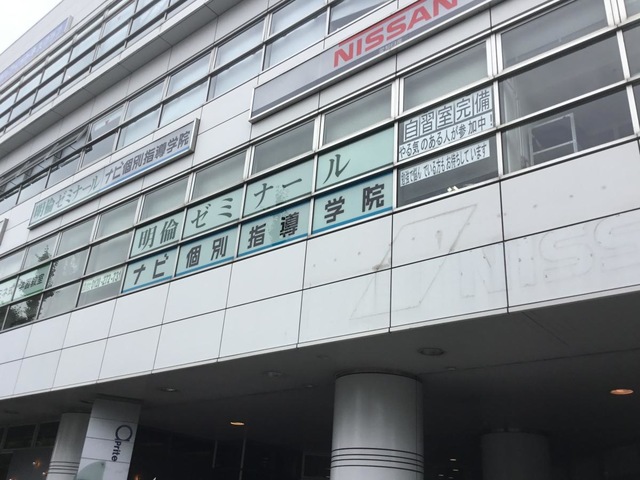 NISSAN
明倫ゼミナール ナビ個別指導学院
明倫ゼミナール
ナビ個別指導学院
自習室完備
やる気のある人が参加中!
NISS
Prite